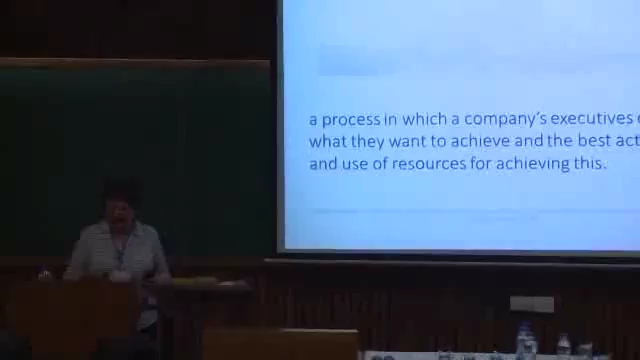 a process in which a company's executives
what they want to achieve and the best
and use of resources for achieving this.